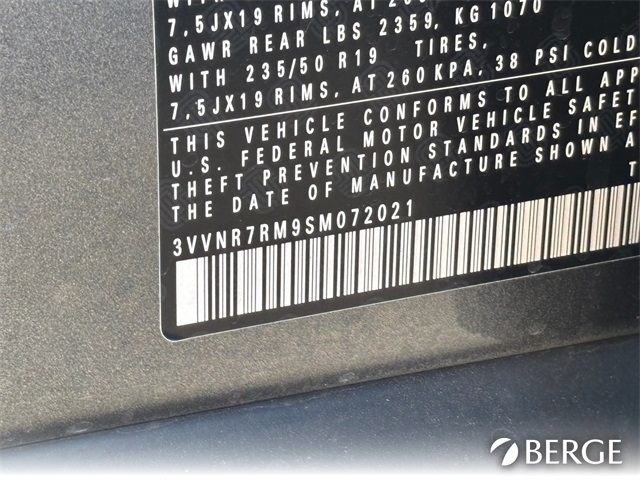 7,5JX19 RIMS, AT
GAWR REAR LBS 2359, KG1070
WITH 235/50 R19 TIRES,
7,5JX19 RIMS, AT 260 KPA, 38 PSI COLD
THIS VEHICLE CONFORMS TO ALL APP
U.S. FEDERAL MOTOR VEHICLE SAFET
THEFT PREVENTION STANDARDS IN EF
THE DATE OF MANUFACTURE SHOWN A
3VVNR7RM9SM072021 T
BERGE